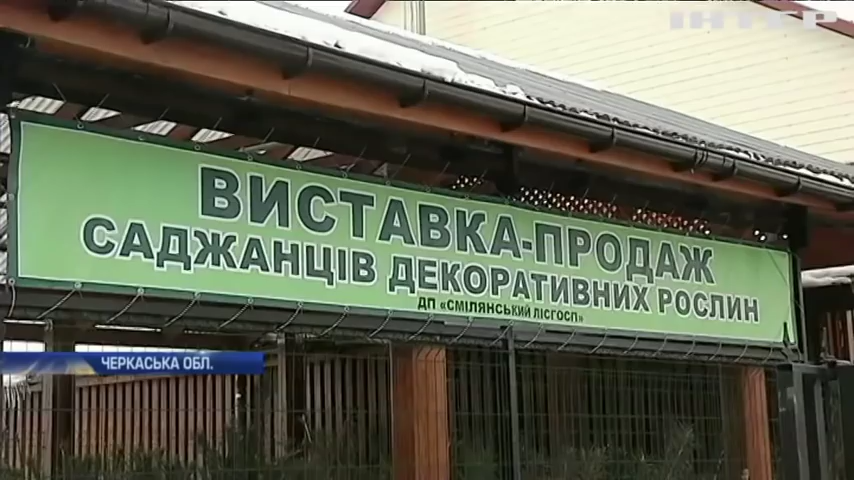 ІНТЕР
ВИСТАВКА-ПРОДАЖ
САДЖАНЦІВ ДЕКОРАТИВНИХ РОСЛИН
ДП «СМІЛЯНСЬКИЙ ЛІСГОСП»
ЧЕРКАСЬКА ОБЛ.